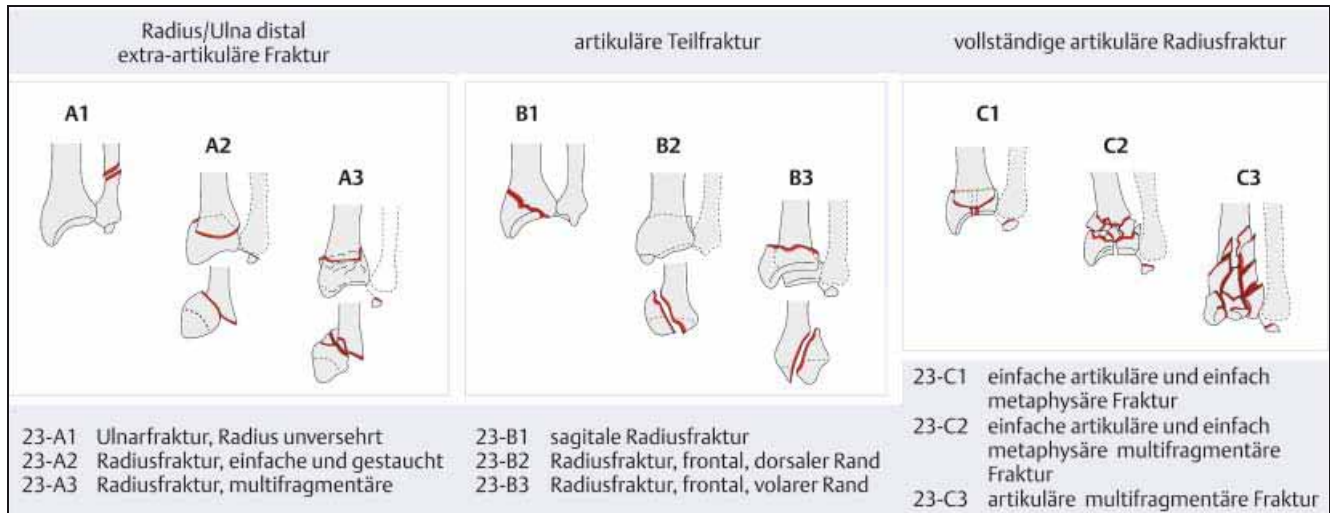 Radius/Ulna distal
extra-artikuläre Fraktur
artikuläre Teilfraktur
vollständige artikuläre Radiusfraktur
A1
A2
A3
B1
B2
B3
C1
C2
C3
23-A1 Ulnarfraktur, Radius unversehrt
23-A2 Radiusfraktur, einfache und gestaucht
23-A3 Radiusfraktur, multifragmentäre
23-B1 sagitale Radiusfraktur
23-B2 Radiusfraktur, frontal, dorsaler Rand
23-B3 Radiusfraktur, frontal, volarer Rand
23-C1 einfache artikuläre und einfach
metaphysäre Fraktur
23-C2 einfache artikuläre und einfach
metaphysäre multifragmentäre
Fraktur
23-C3 artikuläre multifragmentäre Fraktur